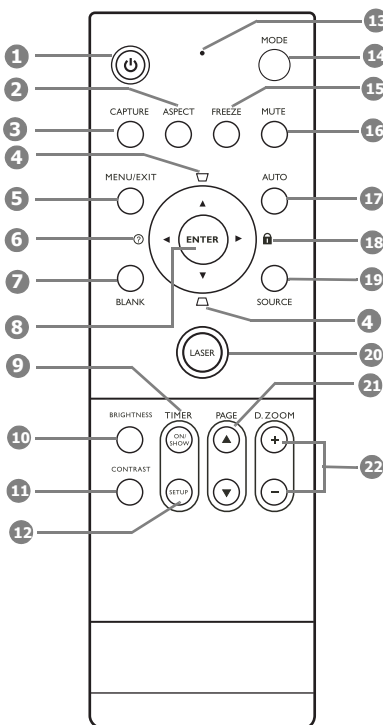 13
MODE
1
14
2
15
CAPTURE ASPECT FREEZE MUTE
3
16
4
MENU/EXIT AUTO
5
17
6
?
ENTER
18
7
19
BLANK SOURCE
8
4
LASER
20
9
21
BRIGHTNESS TIMER PAGE D. ZOOM
10
ON/
SHOW
+
CONTRAST
22
11
SETUP
−
12